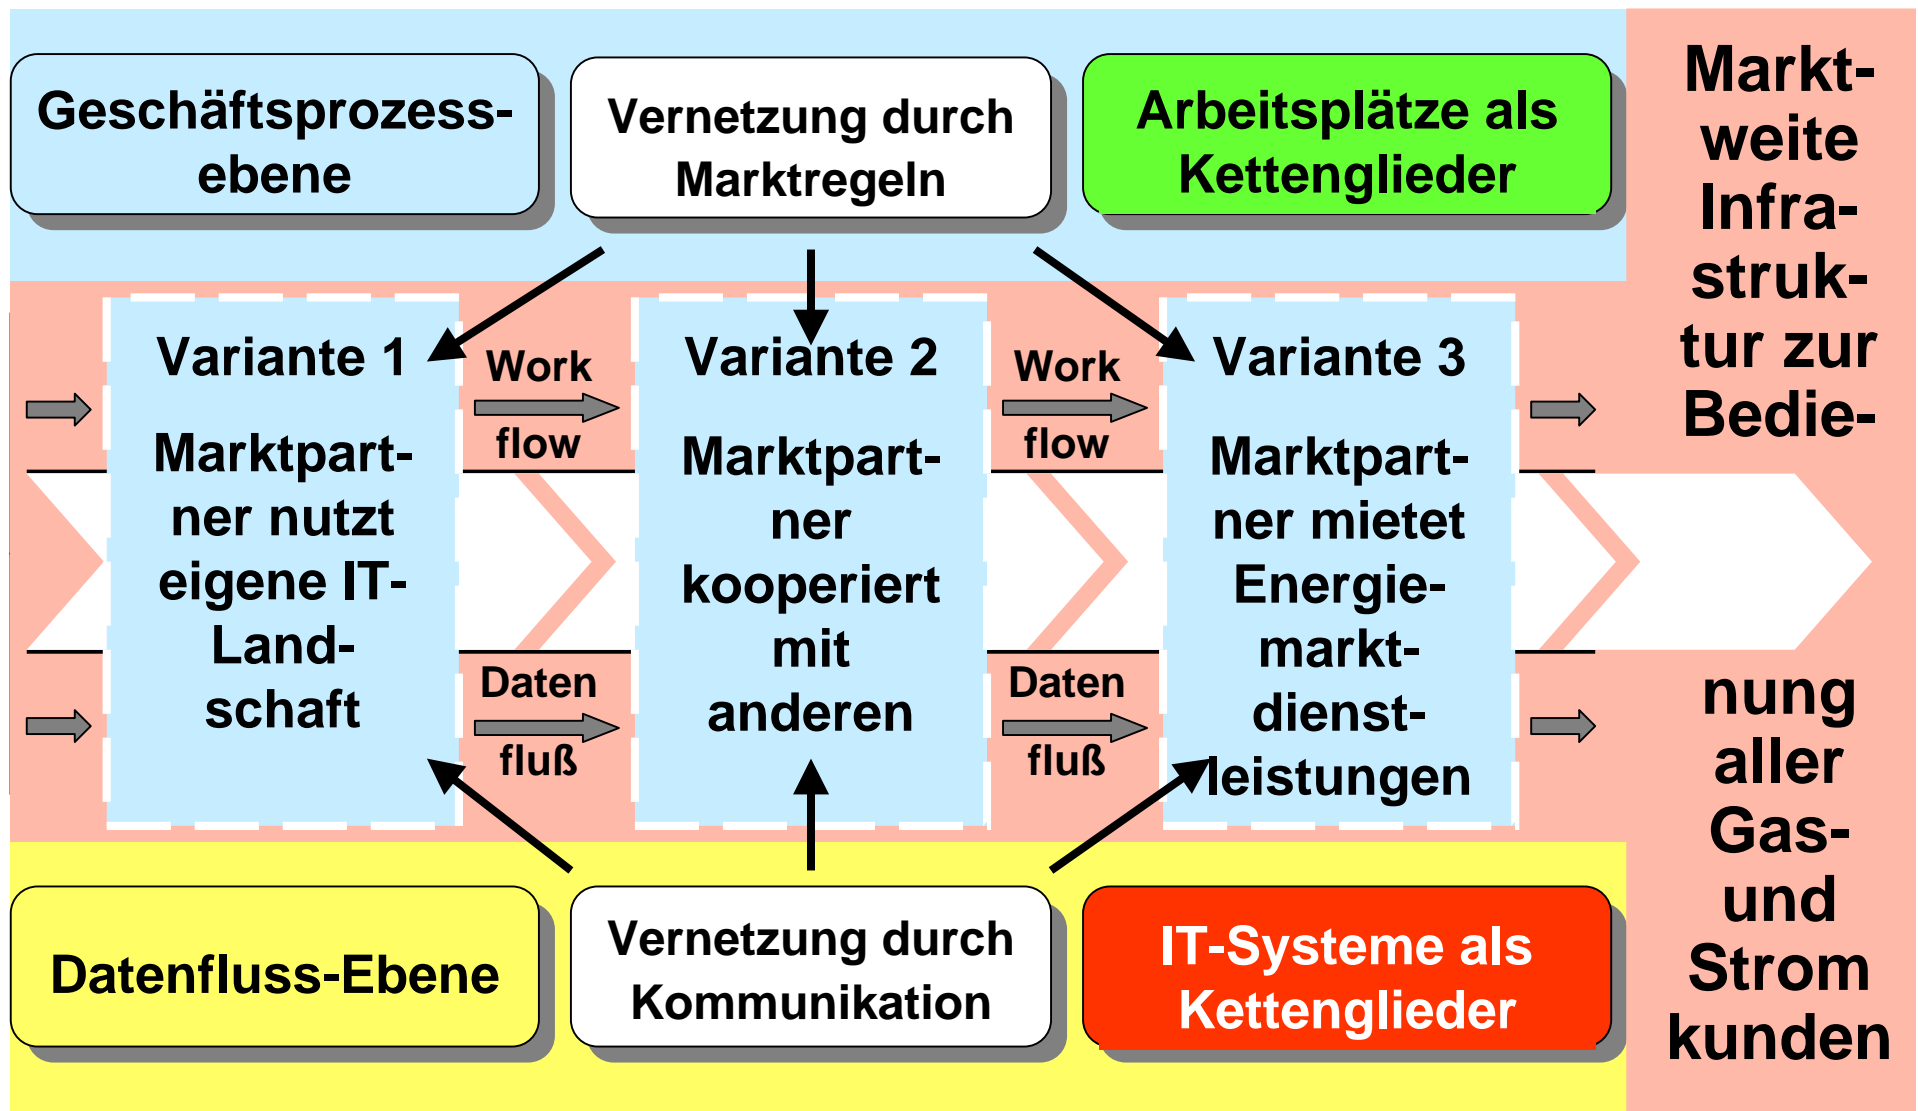 Geschäftsprozess-
ebene
Vernetzung durch
Marktregeln
Arbeitsplätze als
Kettenglieder
Variante 1
Marktpart-
ner nutzt
eigene IT-
Land-
schaft
Work
flow
Daten
fluß
Variante 2
Marktpart-
ner
kooperiert
mit
anderen
Work
flow
Daten
fluß
Variante 3
Marktpart-
ner mietet
Energie-
markt-
dienst-
leistungen
Datenfluss-Ebene
Vernetzung durch
Kommunikation
IT-Systeme als
Kettenglieder
Markt-
weite
Infra-
struk-
tur zur
Bedie-
nung
aller
Gas-
und
Strom
kunden